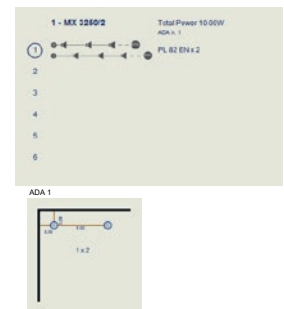 1 - MX 3250/2
Total Power 10.00W
ADA n. 1
1
PL 82 EN x 2
2
3
4
5
6
ADA 1
1 x 2